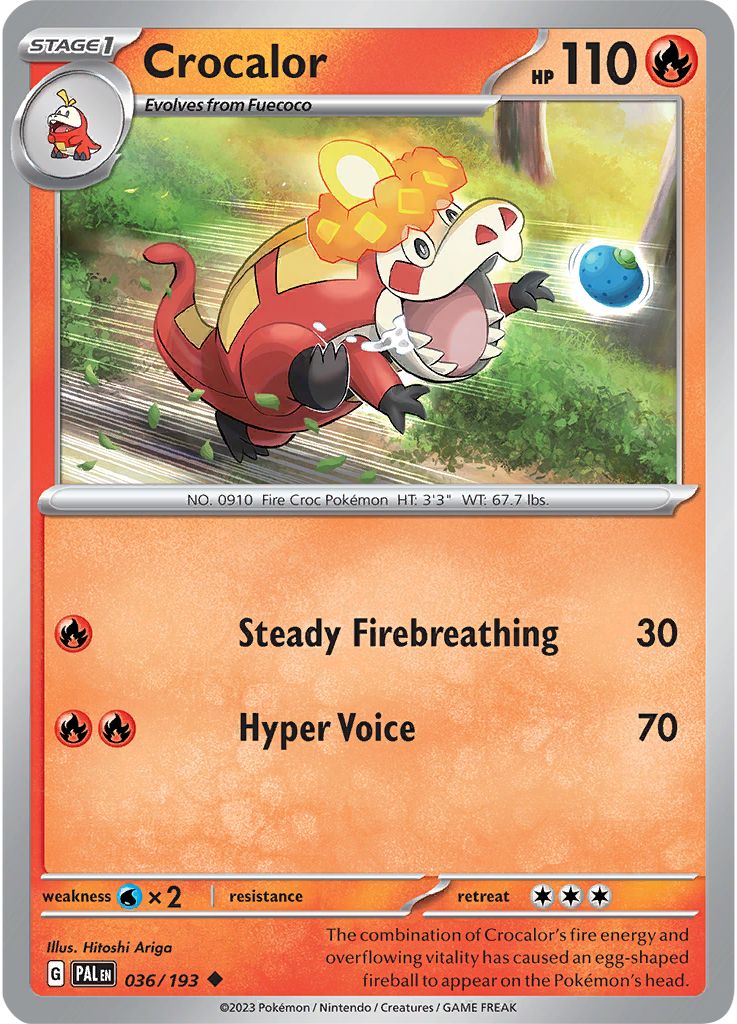 STAGE1
Crocalor
HP 110
Evolves from Fuecoco
NO. 0910 Fire Croc Pokémon HT: 3'3" WT: 67.7 lbs.
Steady Firebreathing 30
Hyper Voice 70
weakness ×2 resistance retreat
Illus. Hitoshi Ariga
The combination of Crocalor's fire energy and
overflowing vitality has caused an egg-shaped
fireball to appear on the Pokémon's head.
G PAL EN 036/193
©2023 Pokémon / Nintendo / Creatures / GAME FREAK